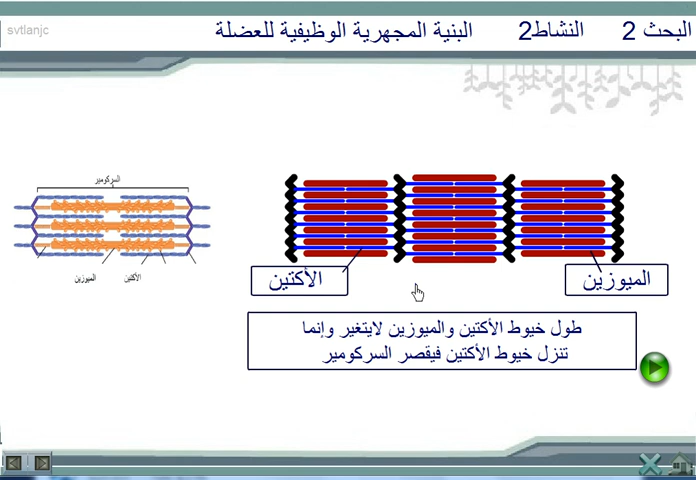 البحث 2 النشاط2 البنية المجهرية الوظيفية للعضلة
svtlanjc
السركومير
الميوزين
الأكتين
الأكتين
الميوزين
طول خيوط الأكتين والميوزين لايتغير وإنما
تنزل خيوط الأكتين فيقصر السركومير